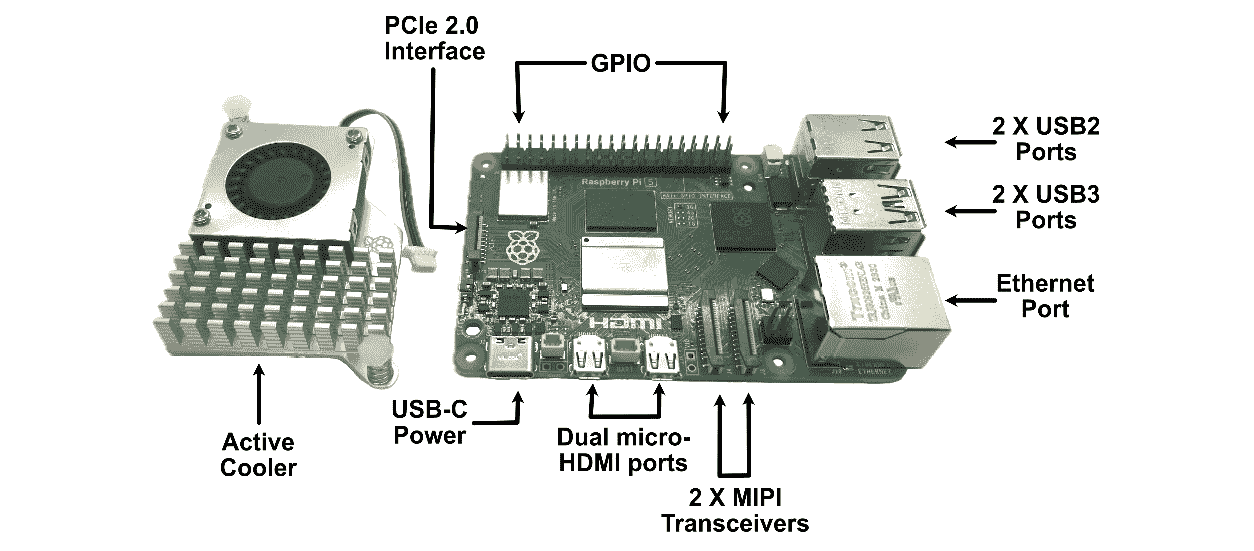 PCIe 2.0
Interface
GPIO
2 X USB2
Ports
2 X USB3
Ports
Ethernet
Port
Raspberry Pi 5
HDMI
Active
Cooler
USB-C
Power
Dual micro-
HDMI ports
2 X MIPI
Transceivers